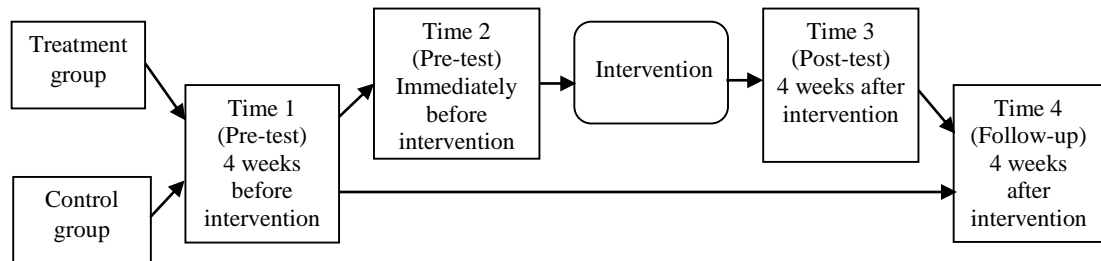 Treatment
group
Control
group
Time 1
(Pre-test)
4 weeks
before
intervention
Time 2
(Pre-test)
Immediately
before
intervention
Intervention
Time 3
(Post-test)
4 weeks after
intervention
Time 4
(Follow-up)
4 weeks
after
intervention